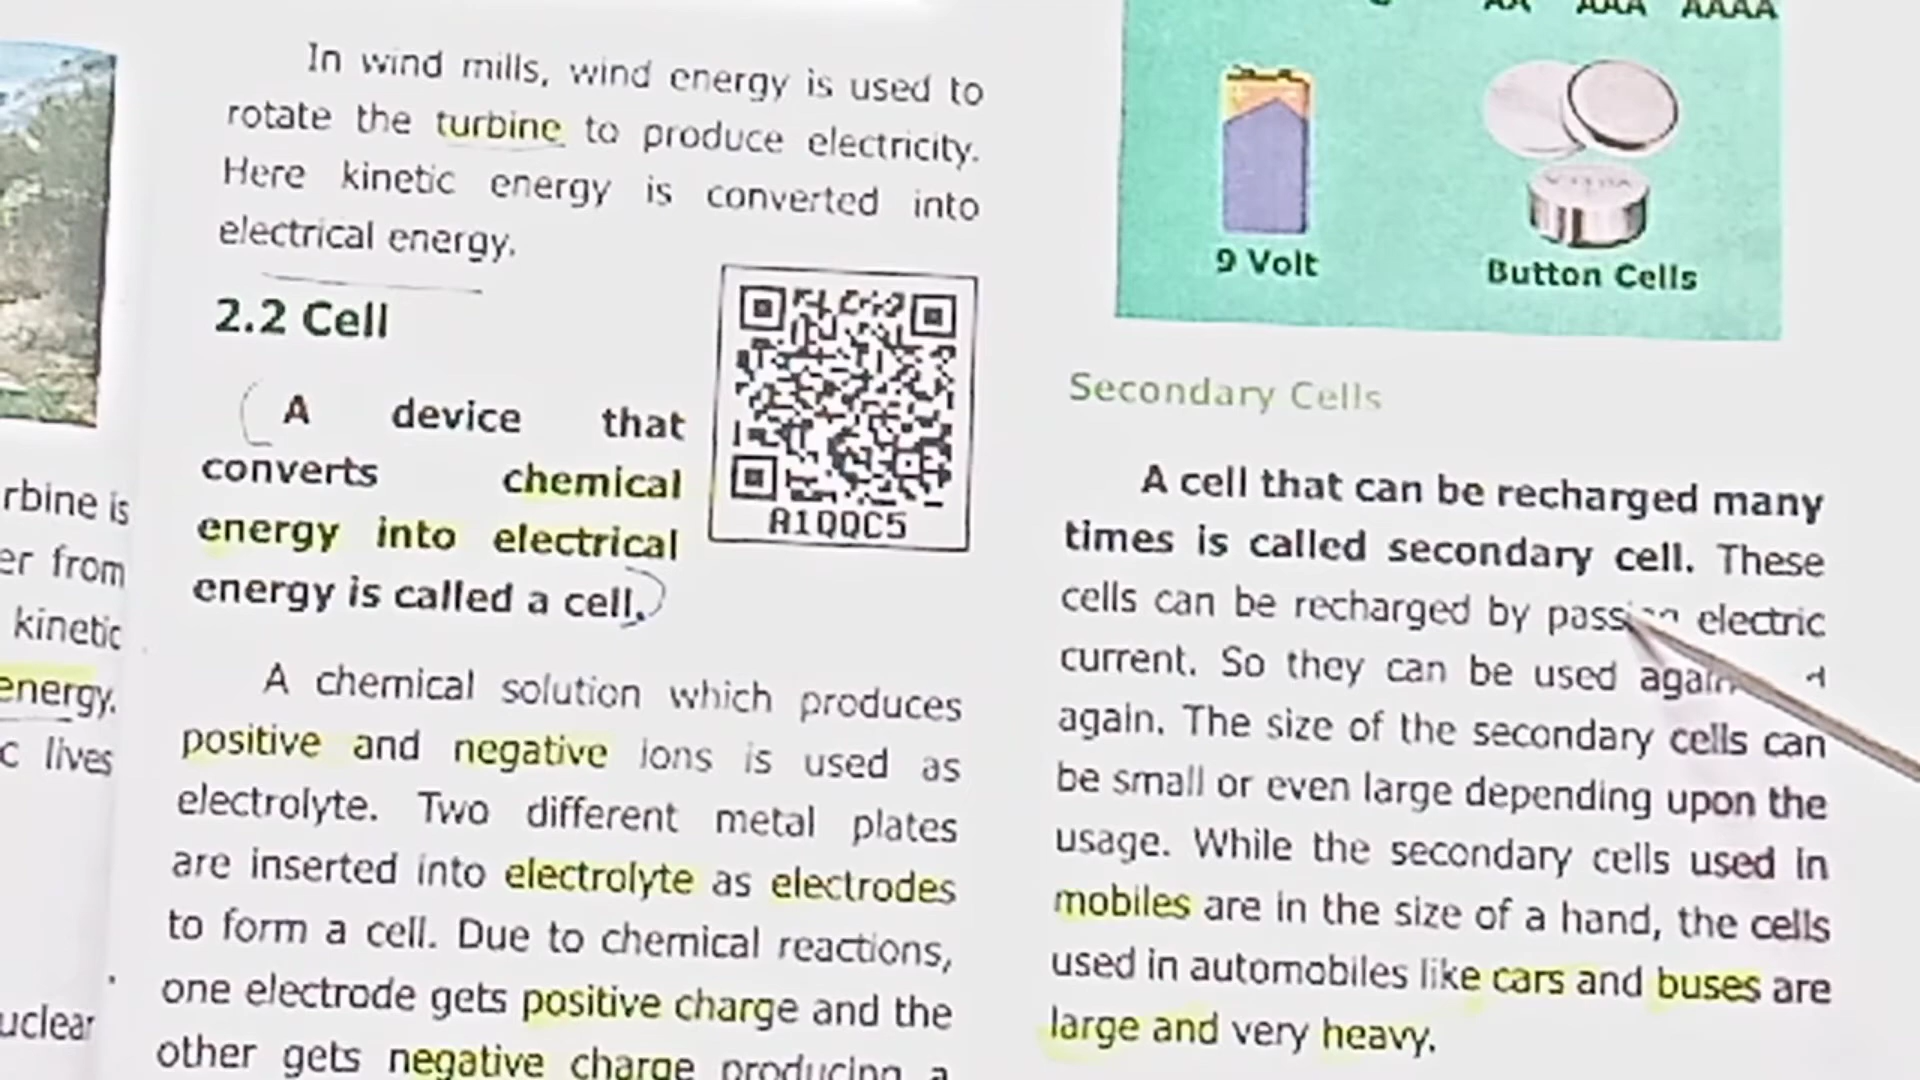 In wind mills, wind energy is used to
rotate the turbine to produce electricity.
Here kinetic energy is converted into
electrical energy.
2.2 Cell
A device that
converts chemical
energy into electrical
energy is called a cell.
A1QQC5
A chemical solution which produces
positive and negative ions is used as
electrolyte. Two different metal plates
are inserted into electrolyte as electrodes
to form a cell. Due to chemical reactions,
one electrode gets positive charge and the
other gets negative charge producing a
rbine is
er from
kinetic
energy.
c lives
uclear
AA AAA AAAA
9 Volt
Button Cells
Secondary Cells
A cell that can be recharged many
times is called secondary cell. These
cells can be recharged by electric
current. So they can be used again
again. The size of the secondary cells can
be small or even large depending upon the
usage. While the secondary cells used in
mobiles are in the size of a hand, the cells
used in automobiles like cars and buses are
large and very heavy.